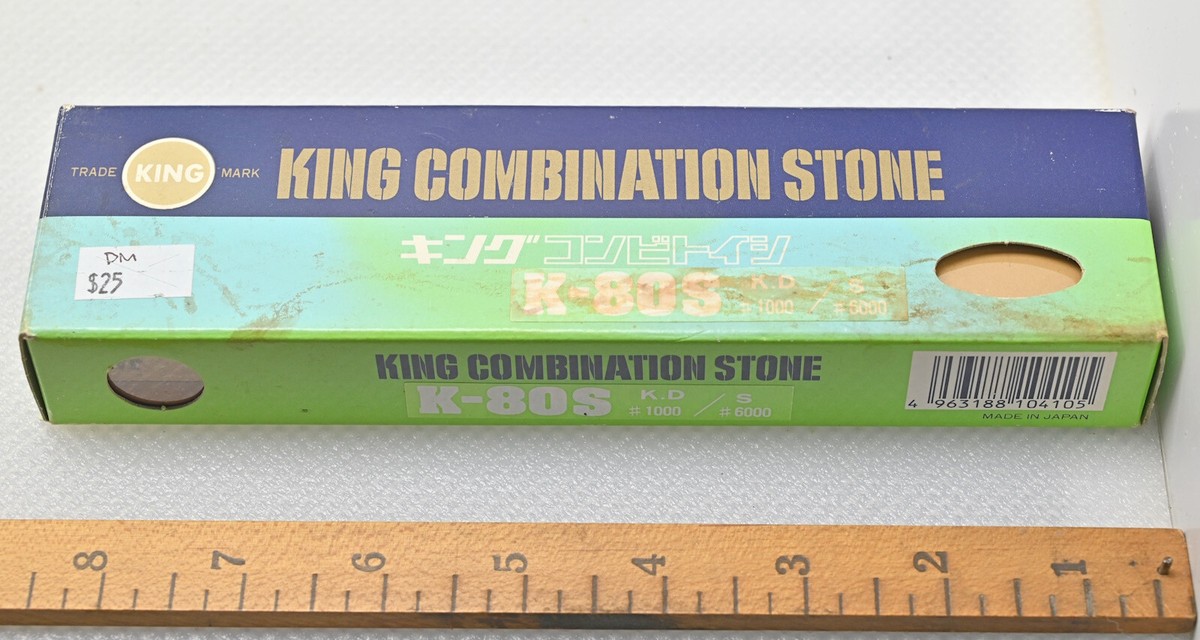 TRADE KING MARK
KING COMBINATION STONE
キング コンビトイシ
DM
$25
K-80S K.D / S
#1000 #6000
KING COMBINATION STONE
K-80S K.D / S
#1000 #6000
4 963188 104105
MADE IN JAPAN
8 7 6 5 4 3 2 1